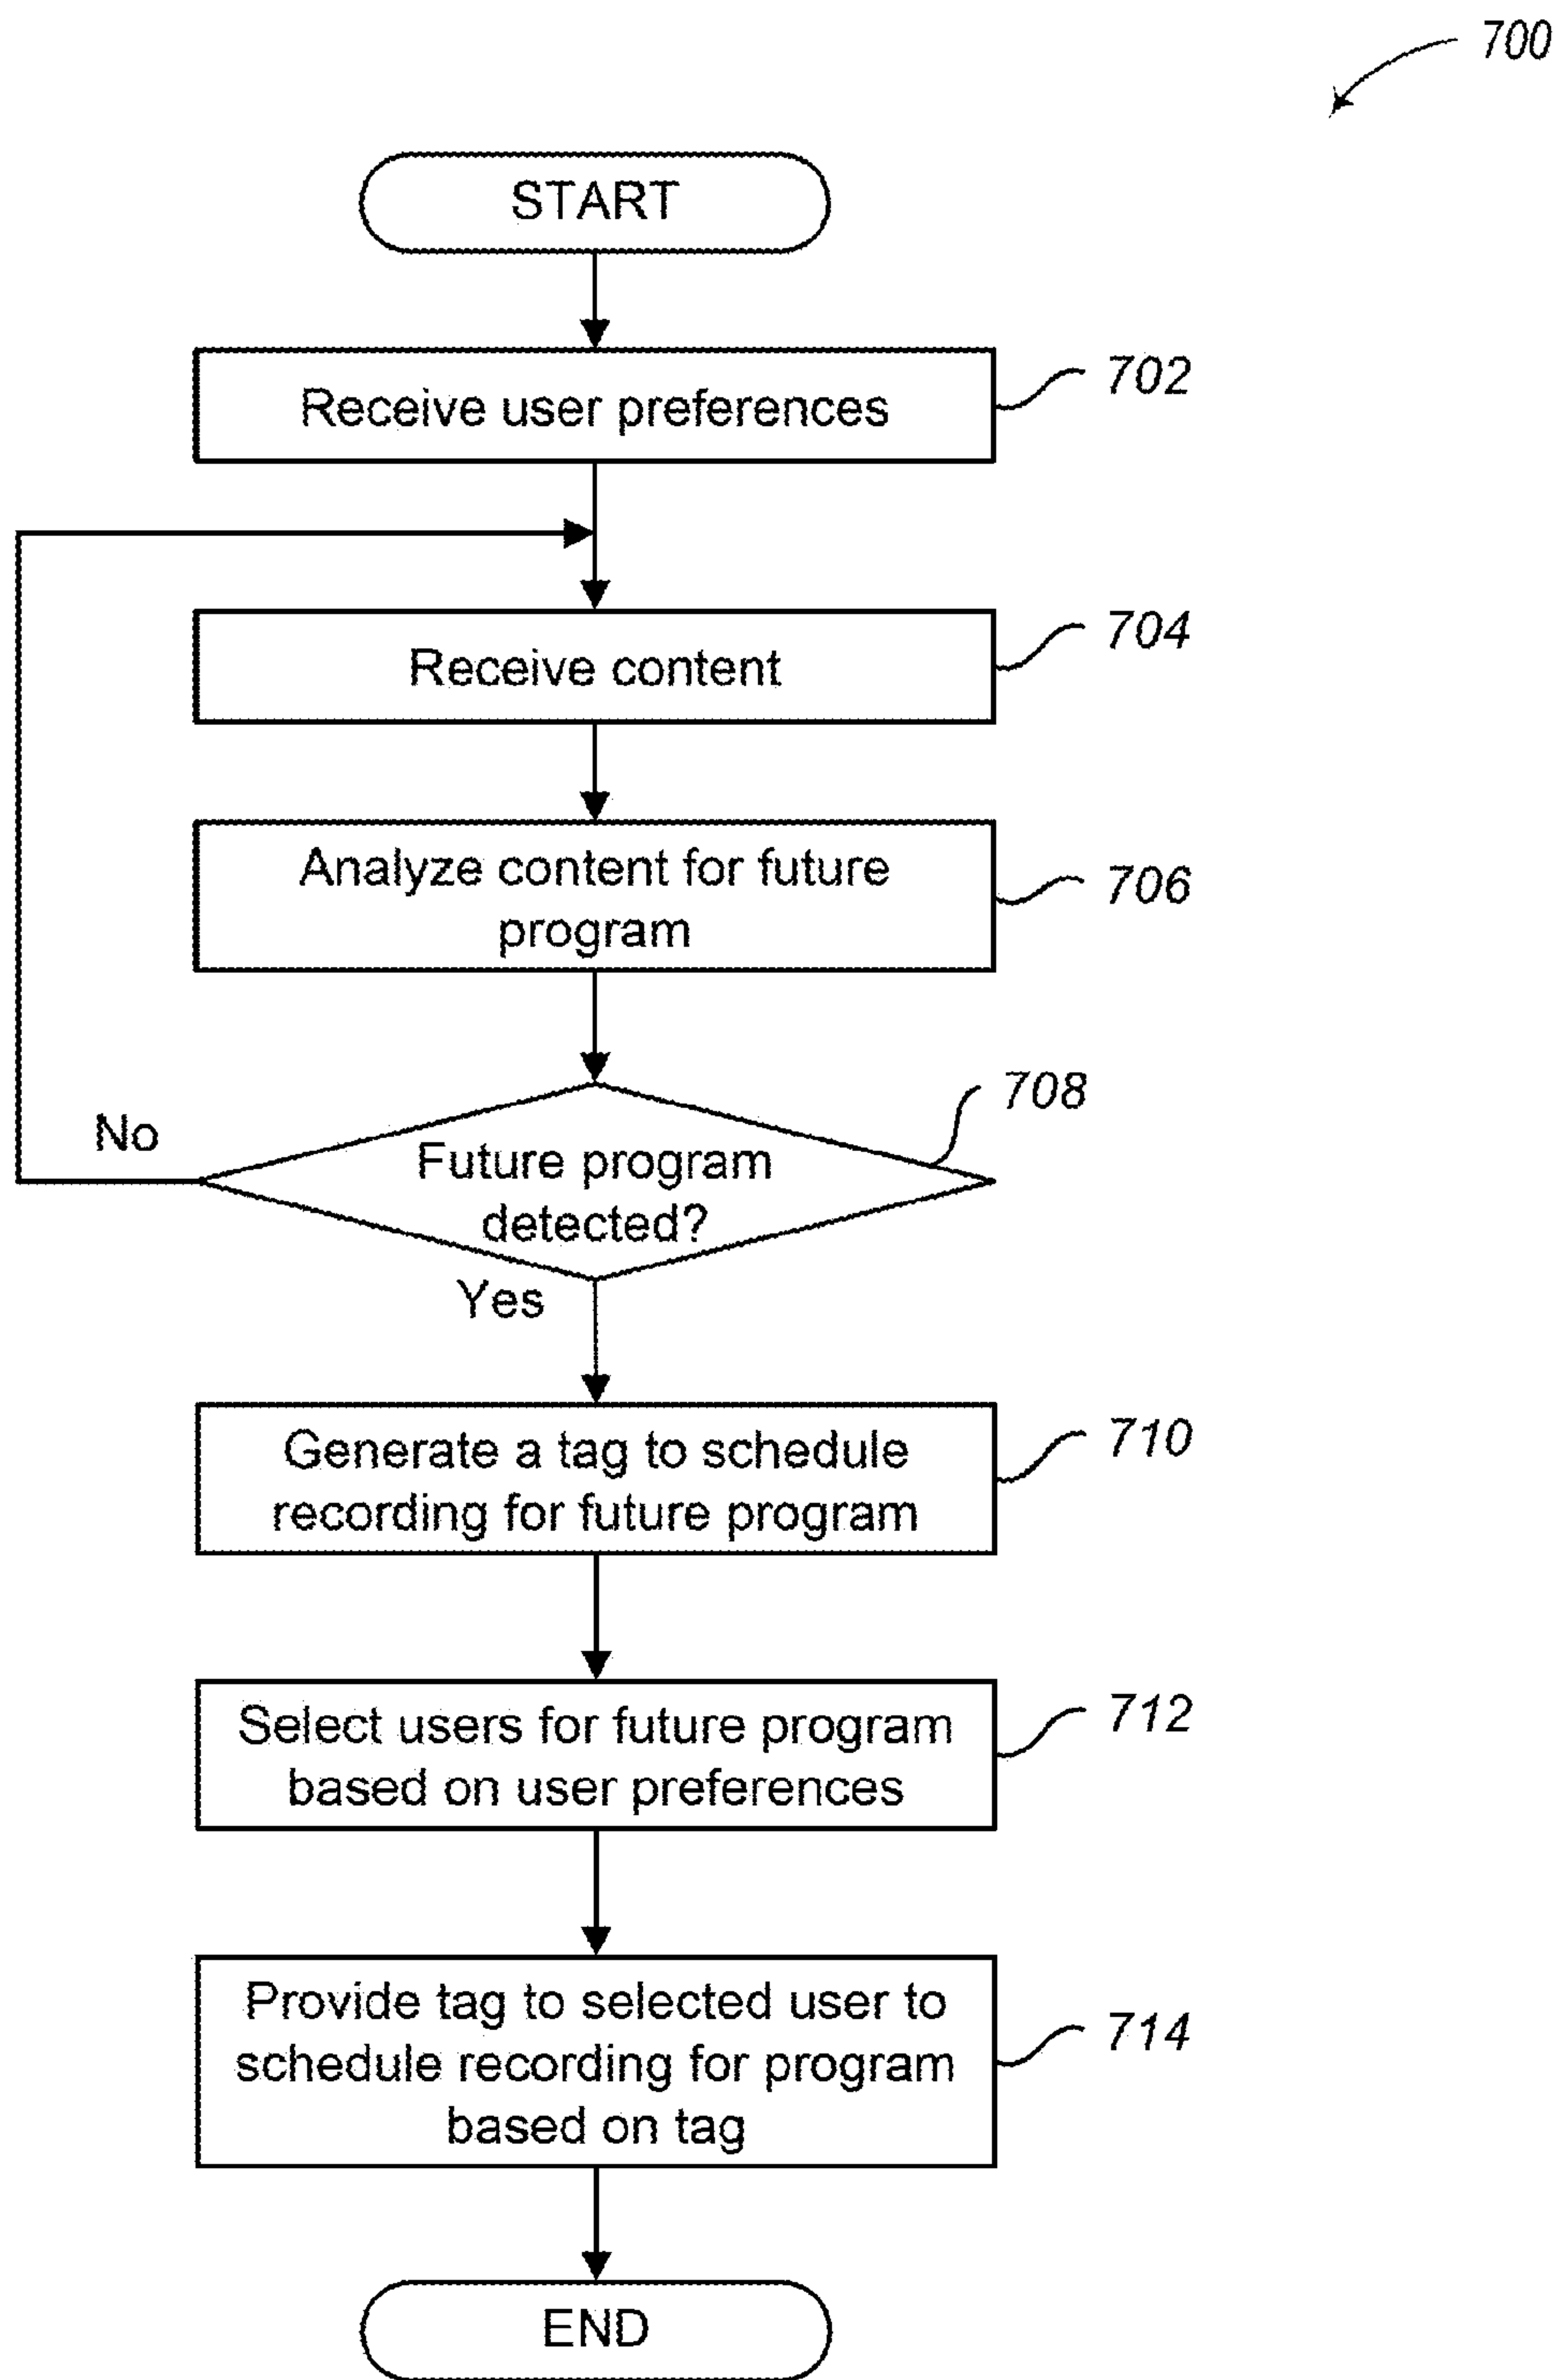 700
START
Receive user preferences
702
Receive content
704
Analyze content for future
program
706
708
No
Future program
detected?
Yes
Generate a tag to schedule
recording for future program
710
Select users for future program
based on user preferences
712
Provide tag to selected user to
schedule recording for program
based on tag
714
END